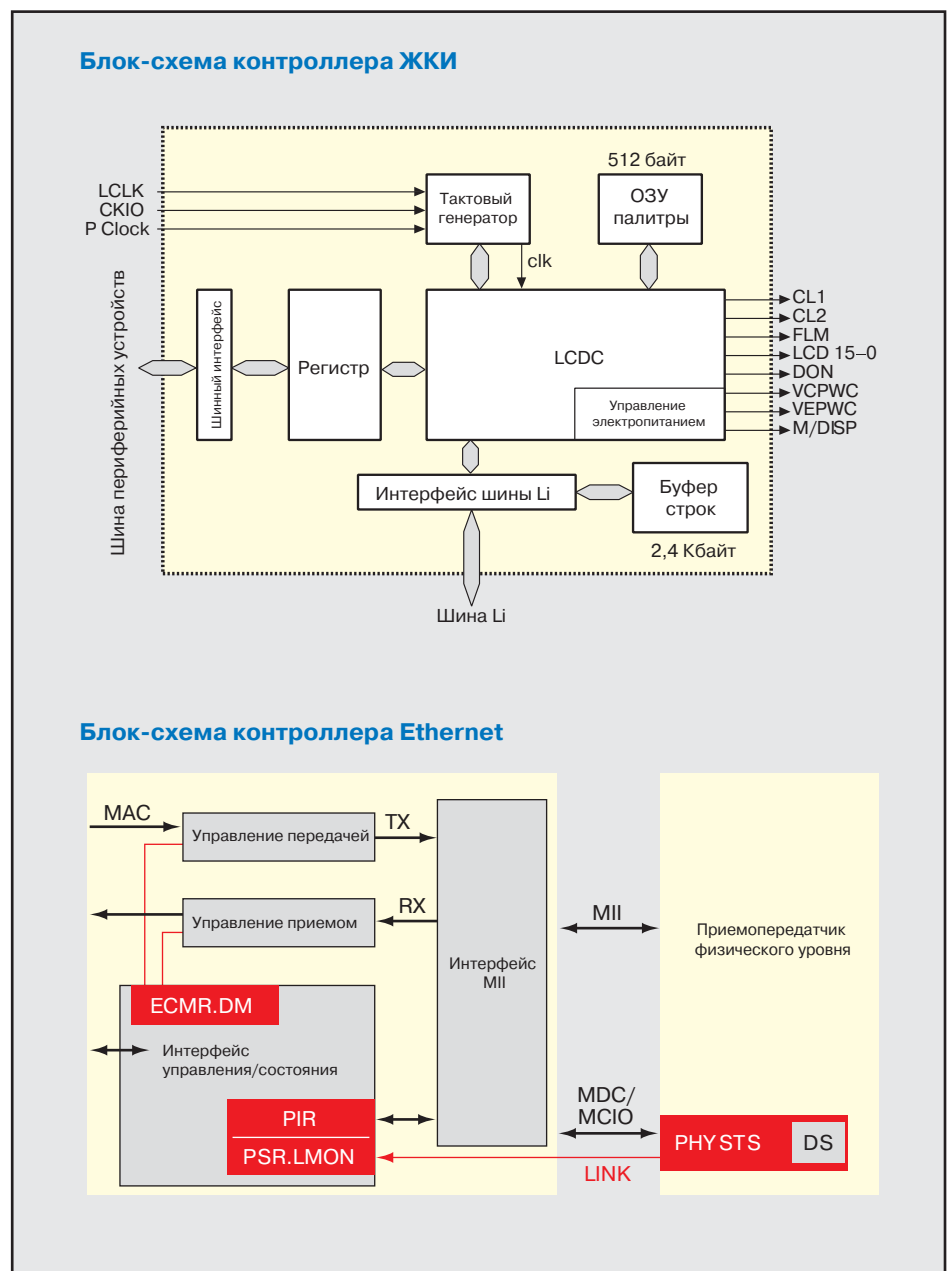 Блок-схема контроллера ЖКИ
512 байт
LCLK
CKIO
P Clock
Тактовый
генератор
ОЗУ
палитры
clk
Шина периферийных устройств
Шинный интерфейс
Регистр
LCDC
Управление
электропитанием
CL1
CL2
FLM
LCD 15–0
DON
VCPWC
VEPWC
M/DISP
Интерфейс шины Li
Буфер
строк
2,4 Кбайт
Шина Li
Блок-схема контроллера Ethernet
MAC
Управление передачей
TX
Управление приемом
RX
Интерфейс
MII
MII
Приемопередатчик
физического уровня
ECMR.DM
Интерфейс
управления/состояния
PIR
PSR.LMON
MDC/
MCIO
LINK
PHYSTS
DS